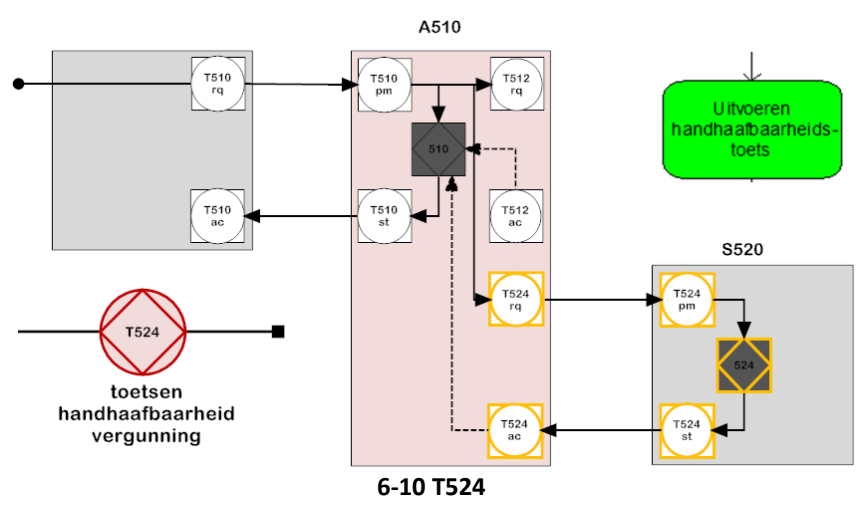 A510
T510
rq
T510
pm
T512
rq
510
T510
ac
T510
st
T512
ac
Uitvoeren
handhaafbaarheids-
toets
S520
T524
rq
T524
pm
T524
toetsen
handhaafbaarheid
vergunning
524
T524
ac
T524
st
6-10 T524